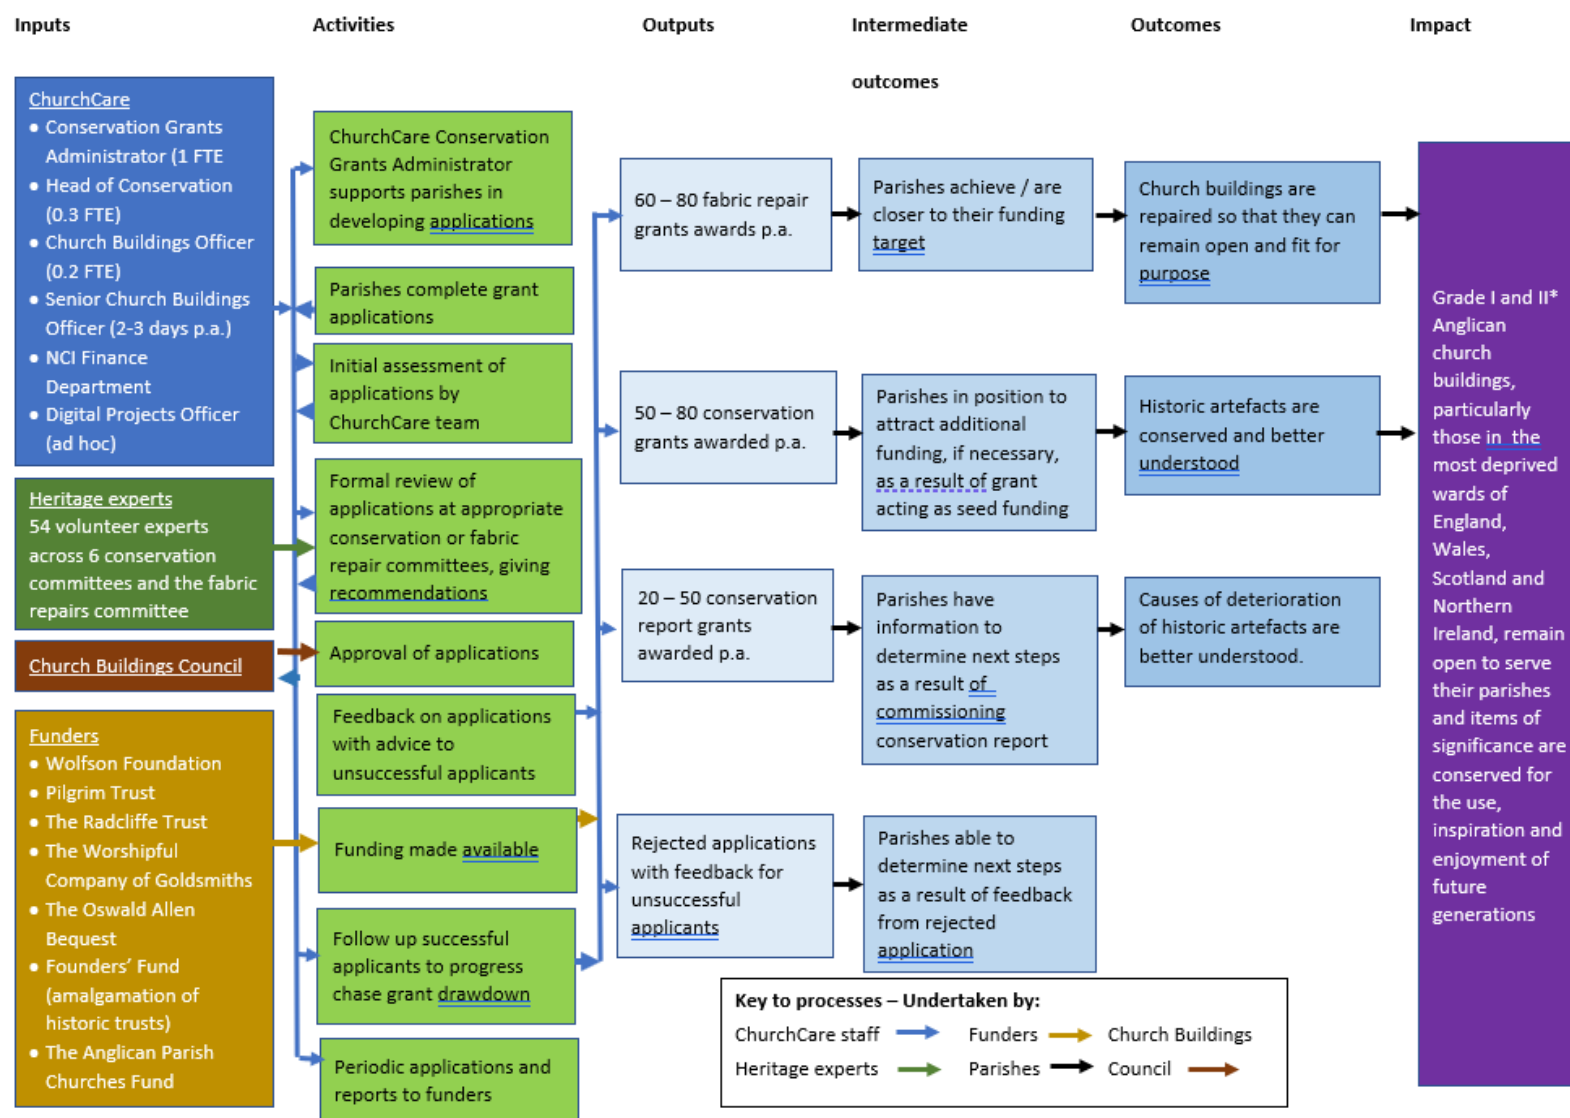 Inputs
Activities
Outputs
Intermediate
outcomes
Outcomes
Impact
ChurchCare
• Conservation Grants
Administrator (1 FTE
• Head of Conservation
(0.3 FTE)
• Church Buildings Officer
(0.2 FTE)
• Senior Church Buildings
Officer (2-3 days p.a.)
• NCI Finance
Department
• Digital Projects Officer
(ad hoc)
Heritage experts
54 volunteer experts
across 6 conservation
committees and the fabric
repairs committee
Church Buildings Council
Funders
• Wolfson Foundation
• Pilgrim Trust
• The Radcliffe Trust
• The Worshipful
Company of Goldsmiths
• The Oswald Allen
Bequest
• Founders’ Fund
(amalgamation of
historic trusts)
• The Anglican Parish
Churches Fund
ChurchCare Conservation
Grants Administrator
supports parishes in
developing applications
Parishes complete grant
applications
Initial assessment of
applications by
ChurchCare team
Formal review of
applications at appropriate
conservation or fabric
repair committees, giving
recommendations
Approval of applications
Feedback on applications
with advice to
unsuccessful applicants
Funding made available
Follow up successful
applicants to progress
chase grant drawdown
Periodic applications and
reports to funders
60 – 80 fabric repair
grants awards p.a.
50 – 80 conservation
grants awarded p.a.
20 – 50 conservation
report grants
awarded p.a.
Rejected applications
with feedback for
unsuccessful
applicants
Parishes achieve / are
closer to their funding
target
Parishes in position to
attract additional
funding, if necessary,
as a result of grant
acting as seed funding
Parishes have
information to
determine next steps
as a result of
commissioning
conservation report
Parishes able to
determine next steps
as a result of feedback
from rejected
application
Church buildings are
repaired so that they can
remain open and fit for
purpose
Historic artefacts are
conserved and better
understood
Causes of deterioration
of historic artefacts are
better understood.
Grade I and II*
Anglican
church
buildings,
particularly
those in the
most deprived
wards of
England,
Wales,
Scotland and
Northern
Ireland, remain
open to serve
their parishes
and items of
significance are
conserved for
the use,
inspiration and
enjoyment of
future
generations
Key to processes – Undertaken by:
ChurchCare staff Funders Church Buildings
Heritage experts Parishes Council